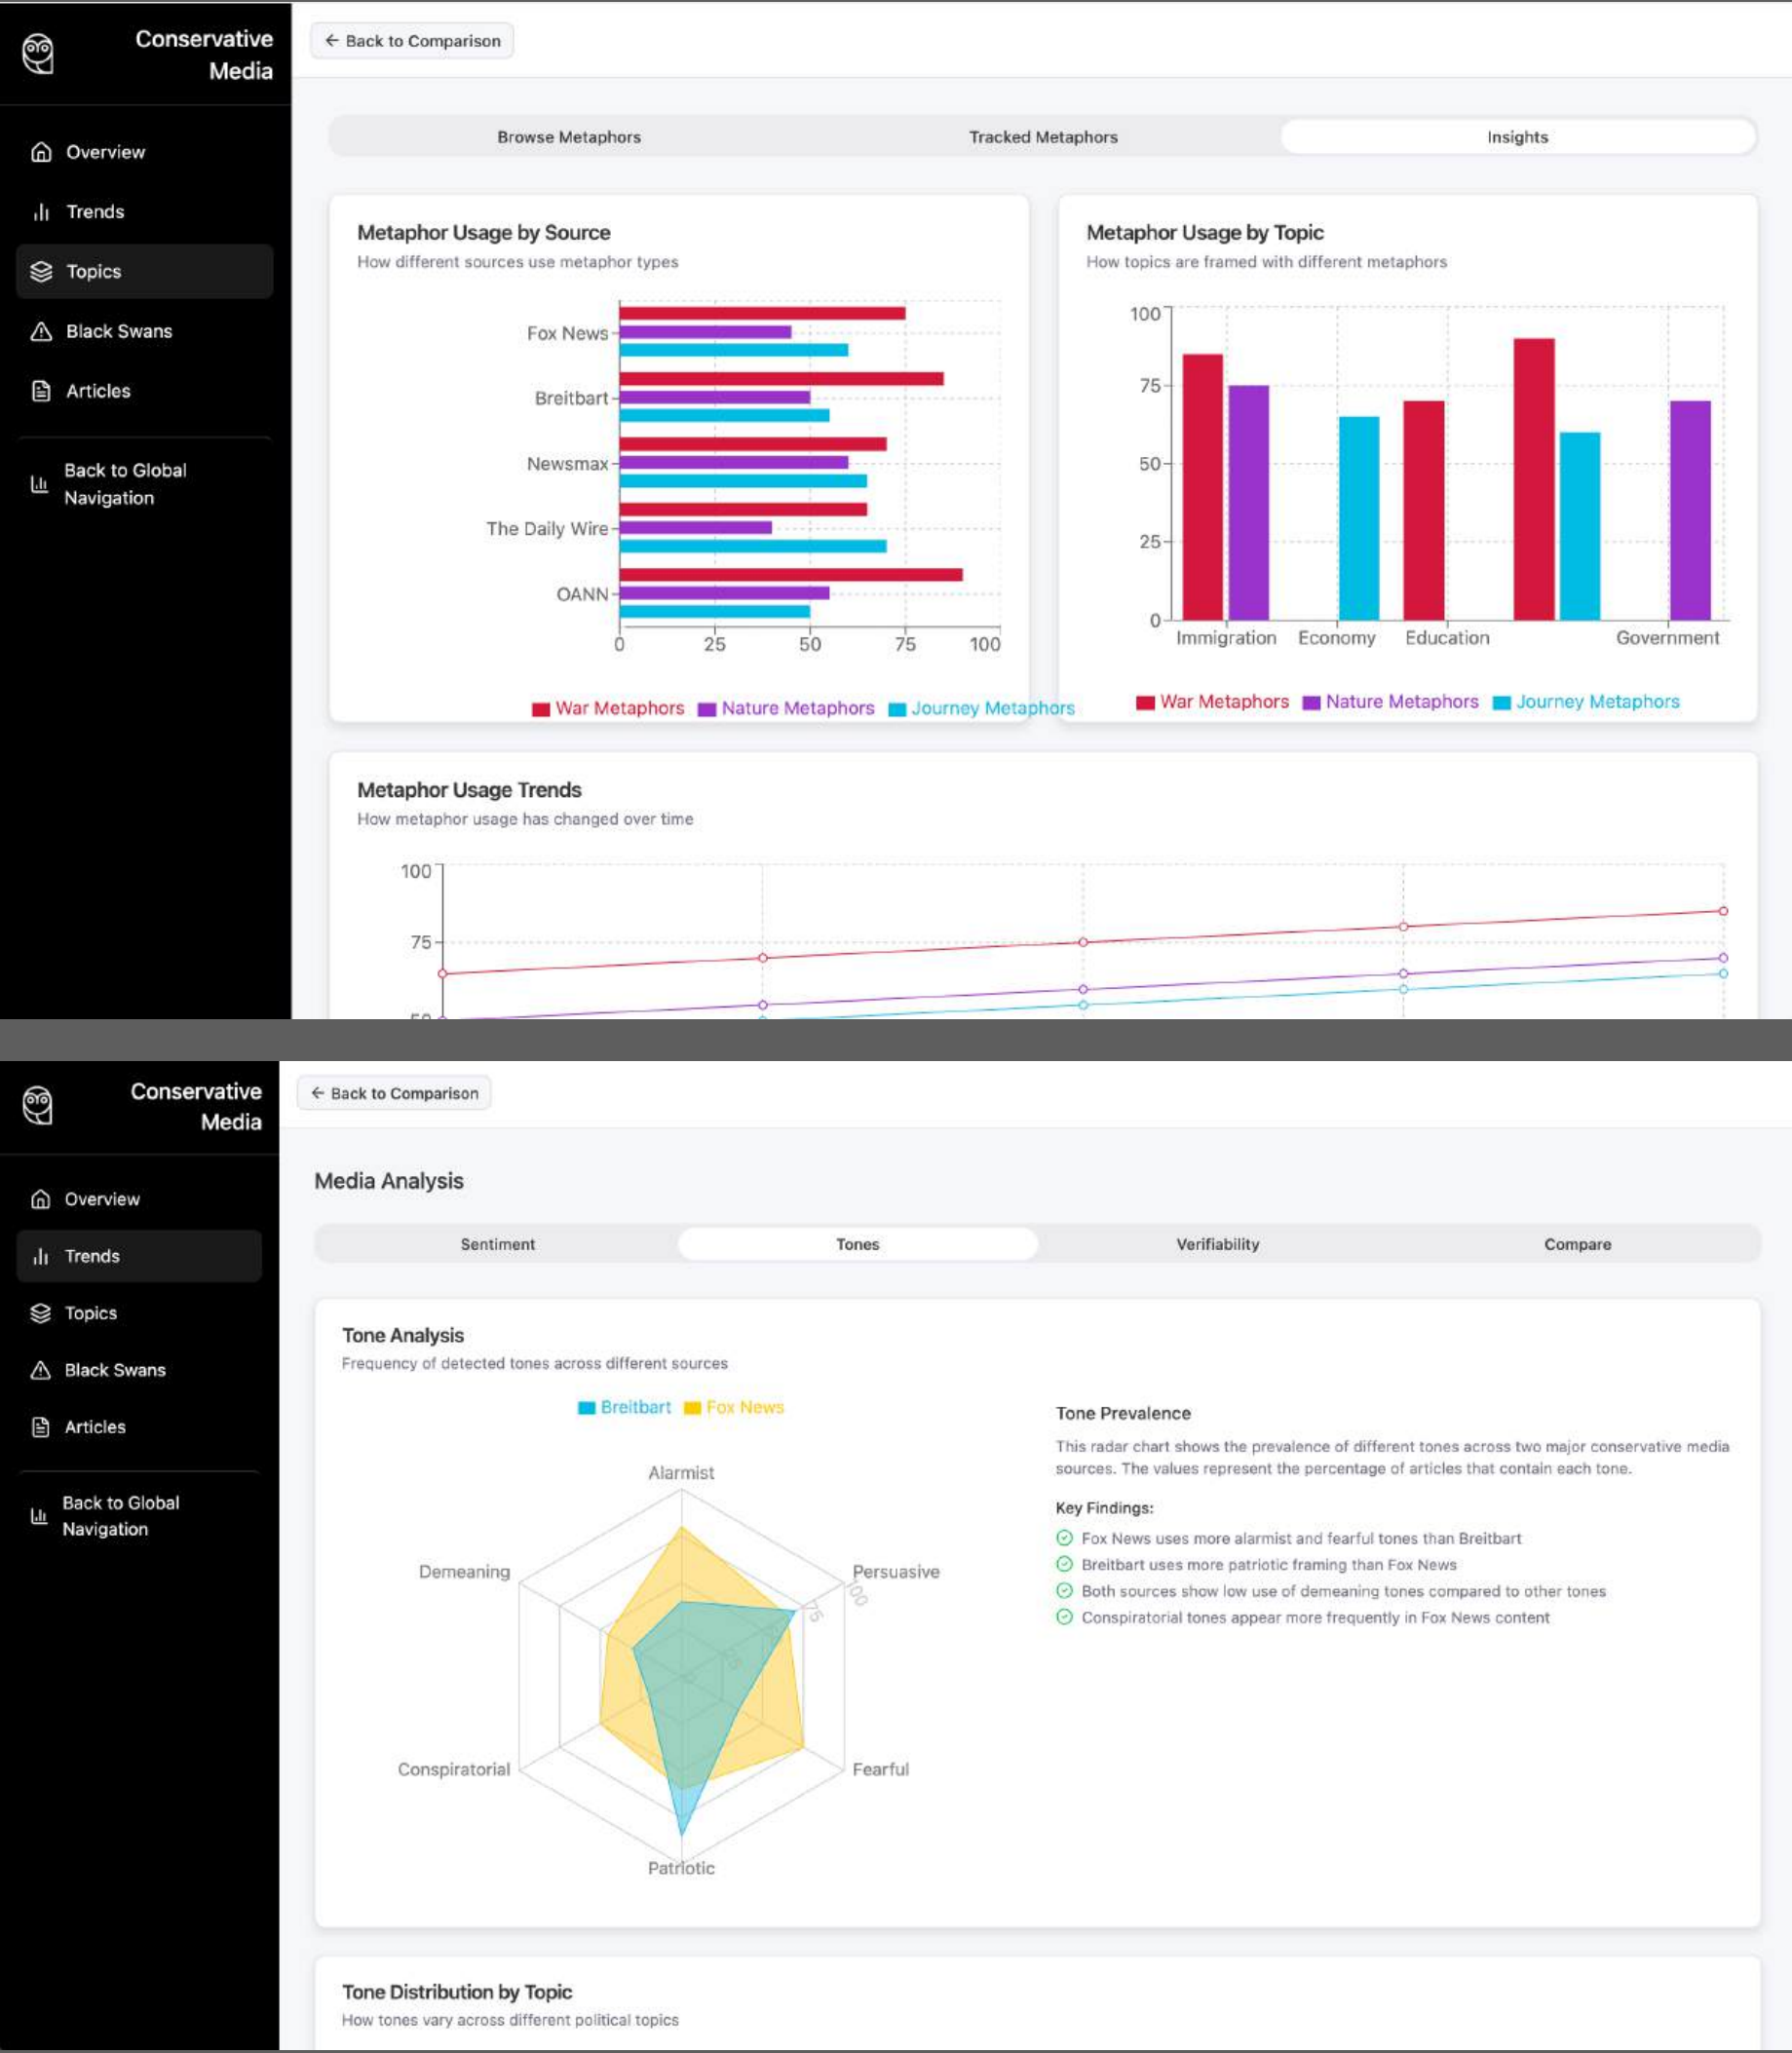 Conservative
Media
Overview
Trends
Topics
Black Swans
Articles
Back to Global
Navigation
← Back to Comparison
Browse Metaphors
Tracked Metaphors
Insights
Metaphor Usage by Source
How different sources use metaphor types
Fox News
Breitbart
Newsmax
The Daily Wire
OANN
0 25 50 75 100
War Metaphors Nature Metaphors Journey Metaphors
Metaphor Usage by Topic
How topics are framed with different metaphors
100
75
50
25
0
Immigration Economy Education Government
War Metaphors Nature Metaphors Journey Metaphors
Metaphor Usage Trends
How metaphor usage has changed over time
100
75
50
Conservative
Media
Overview
Trends
Topics
Black Swans
Articles
Back to Global
Navigation
← Back to Comparison
Media Analysis
Sentiment
Tones
Verifiability
Compare
Tone Analysis
Frequency of detected tones across different sources
Breitbart Fox News
Alarmist
Persuasive
Fearful
Patriotic
Conspiratorial
Demeaning
0
25
75
100
Tone Prevalence
This radar chart shows the prevalence of different tones across two major conservative media
sources. The values represent the percentage of articles that contain each tone.
Key Findings:
Fox News uses more alarmist and fearful tones than Breitbart
Breitbart uses more patriotic framing than Fox News
Both sources show low use of demeaning tones compared to other tones
Conspiratorial tones appear more frequently in Fox News content
Tone Distribution by Topic
How tones vary across different political topics